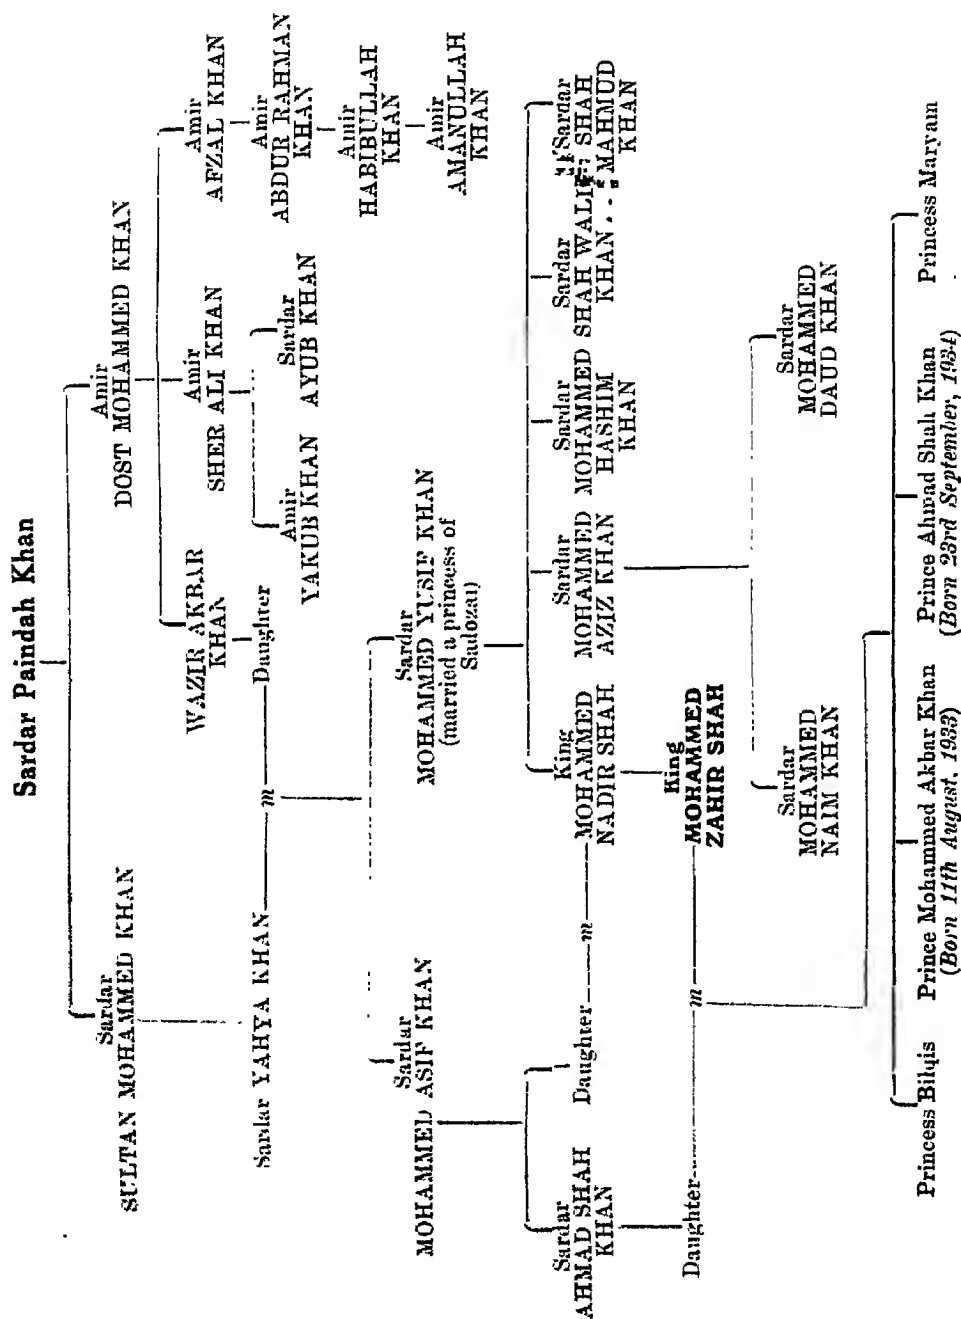 Sardar Paindah Khan
Sardar
SULTAN MOHAMMED KHAN
Amir
DOST MOHAMMED KHAN
Sardar YAHYA KHAN
m
Daughter
WAZIR AKBAR
KHAN
Amir
SHER ALI KHAN
Amir
AFZAL KHAN
Amir
YAKUB KHAN
Sardar
AYUB KHAN
Amir
ABDUR RAHMAN
KHAN
Amir
HABIBULLAH
KHAN
Amir
AMANULLAH
KHAN
Sardar
MOHAMMED ASIF KHAN
Sardar
MOHAMMED YUSIF KHAN
(married a princess of
Sadozai)
Sardar
AHMAD SHAH
KHAN
Daughter
m
King
MOHAMMED
NADIR SHAH
Sardar
MOHAMMED
AZIZ KHAN
Sardar
MOHAMMED
HASHIM
KHAN
Sardar
SHAH WALI
KHAN
Sardar
SHAH
MAHMUD
KHAN
Daughter
m
King
MOHAMMED
ZAHIR SHAH
Sardar
MOHAMMED
NAIM KHAN
Sardar
MOHAMMED
DAUD KHAN
Princess Bilqis
Prince Mohammed Akbar Khan
(Born 11th August, 1933)
Prince Ahmad Shah Khan
(Born 23rd September, 1934)
Princess Maryam